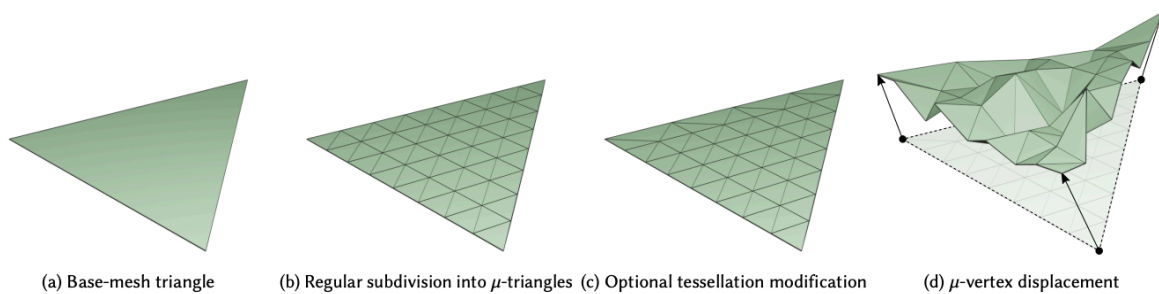 (a) Base-mesh triangle
(b) Regular subdivision into μ-triangles
(c) Optional tessellation modification
(d) μ-vertex displacement